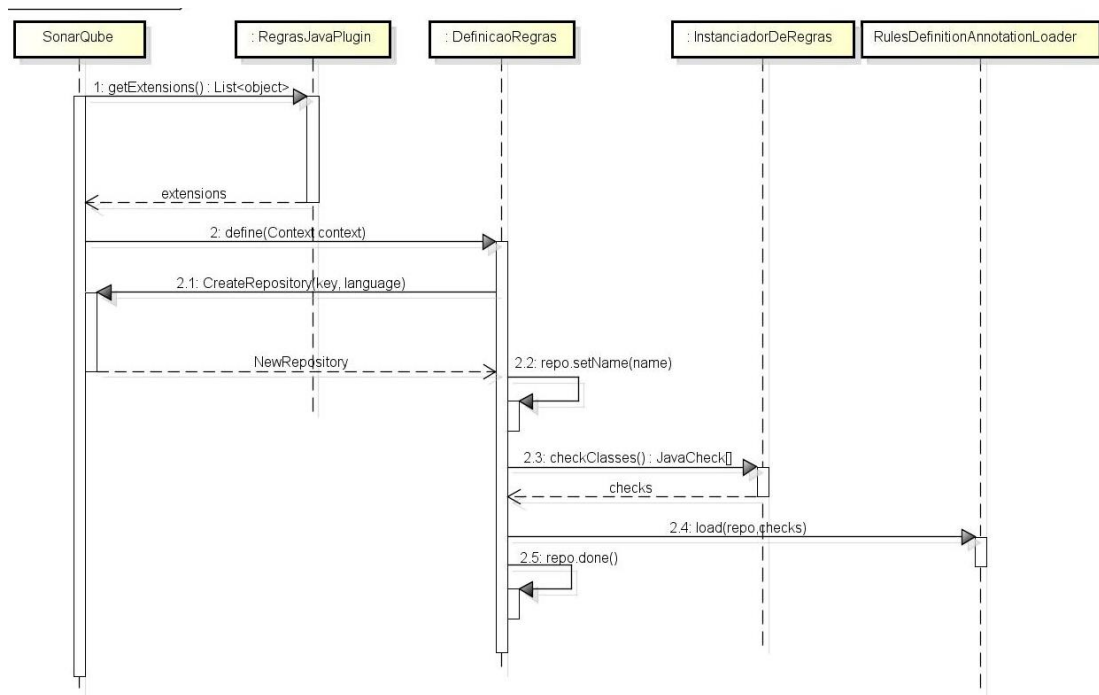 SonarQube
: RegrasJavaPlugin
: DefinicaoRegras
: InstanciadorDeRegras
RulesDefinitionAnnotationLoader
1: getExtensions() : List<object>
extensions
2: define(Context context)
2.1: CreateRepository(key, language)
NewRepository
2.2: repo.setName(name)
2.3: checkClasses() : JavaCheck[]
checks
2.4: load(repo,checks)
2.5: repo.done()